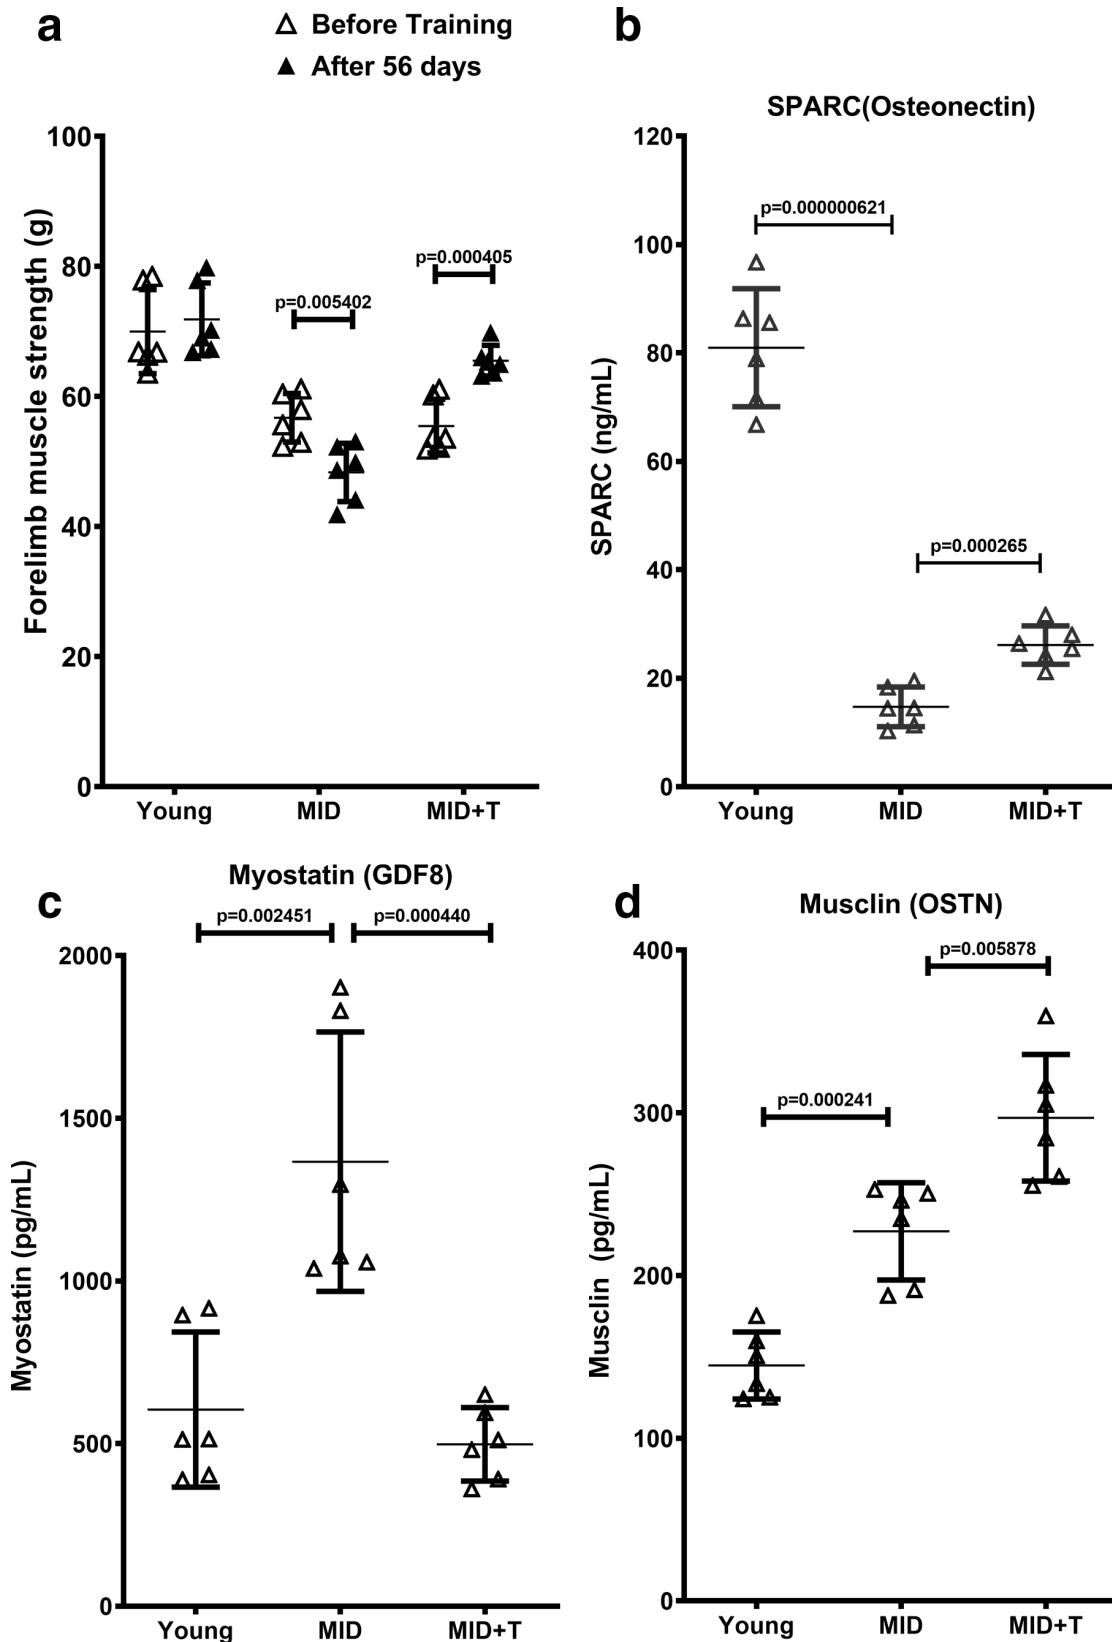 a
Before Training
After 56 days
Forelimb muscle strength (g)
100
80
60
40
20
0
p=0.005402
p=0.000405
Young
MID
MID+T
b
SPARC(Osteonectin)
SPARC (ng/mL)
120
100
80
60
40
20
0
p=0.000000621
p=0.000265
Young
MID
MID+T
c
Myostatin (GDF8)
p=0.002451
p=0.000440
Myostatin (pg/mL)
2000
1500
1000
500
0
Young
MID
MID+T
d
Musclin (OSTN)
p=0.005878
p=0.000241
Musclin (pg/mL)
400
300
200
100
0
Young
MID
MID+T